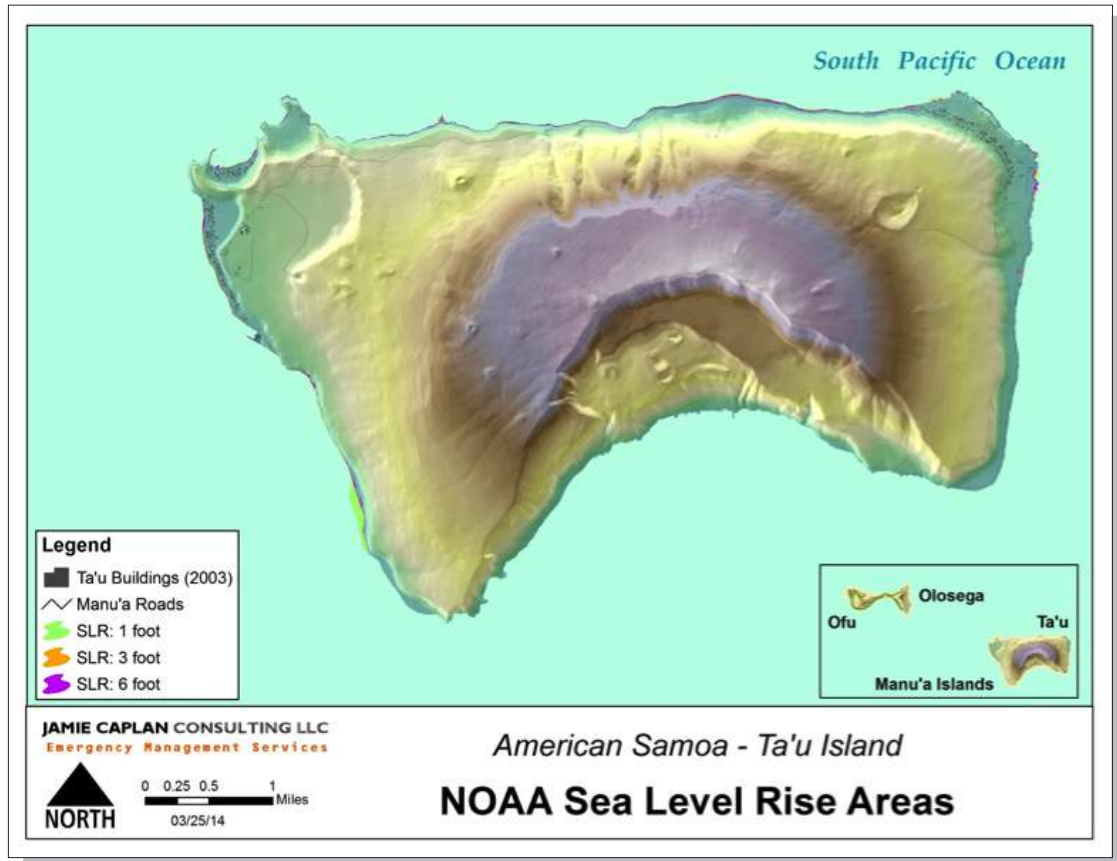 South Pacific Ocean
Legend
Ta'u Buildings (2003)
Manu'a Roads
SLR: 1 foot
SLR: 3 foot
SLR: 6 foot
Olosega
Ofu
Ta'u
Manu'a Islands
JAMIE CAPLAN CONSULTING LLC
Emergency Management Services
NORTH
0 0.25 0.5 1
Miles
03/25/14
American Samoa - Ta'u Island
NOAA Sea Level Rise Areas